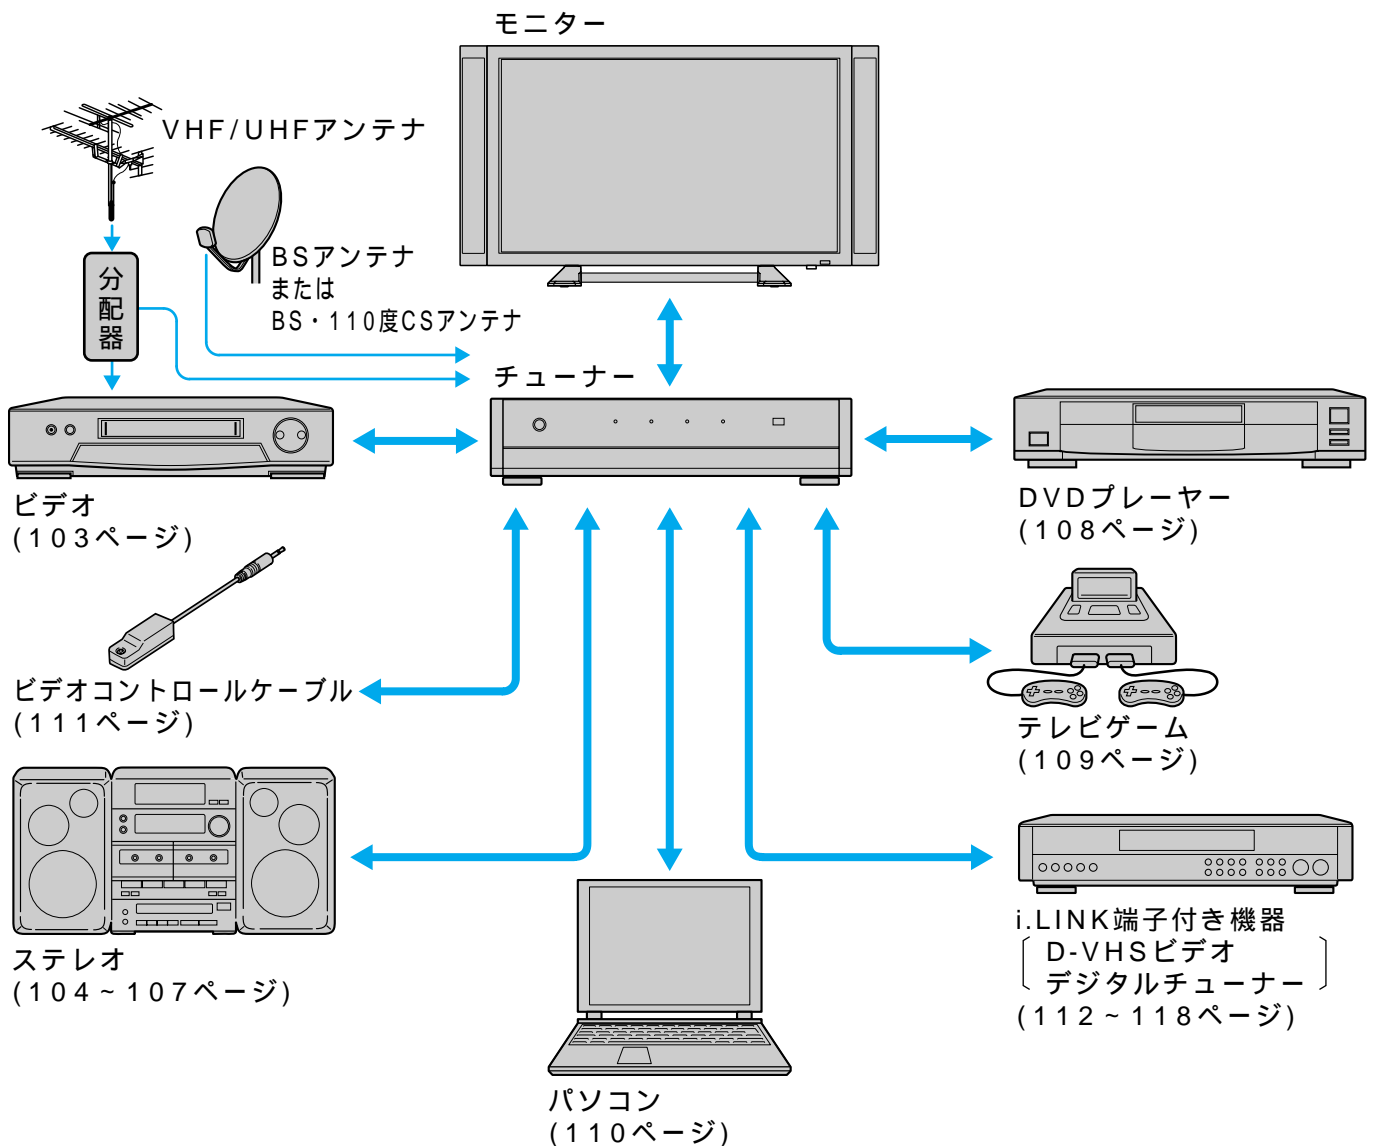 モニター
VHF/UHFアンテナ
BSアンテナ
または
BS・110度CSアンテナ
分配器
チューナー
ビデオ
(103ページ)
DVDプレーヤー
(108ページ)
ビデオコントロールケーブル
(111ページ)
テレビゲーム
(109ページ)
ステレオ
(104~107ページ)
i.LINK端子付き機器
〔D-VHSビデオ
デジタルチューナー〕
(112~118ページ)
パソコン
(110ページ)